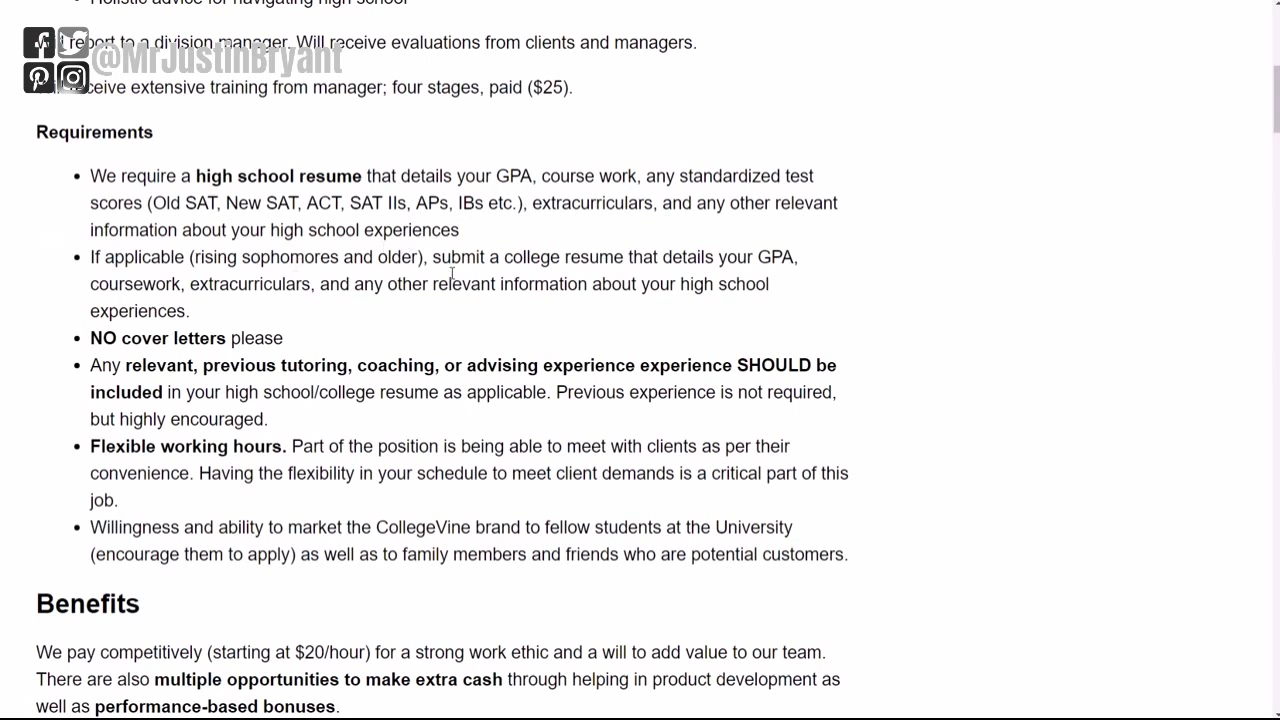 Holistic advice for navigating high school
report to a division manager. Will receive evaluations from clients and managers.
@MrJustinBryant
receive extensive training from manager; four stages, paid ($25).
Requirements
We require a high school resume that details your GPA, course work, any standardized test
scores (Old SAT, New SAT, ACT, SAT IIs, APs, IBs etc.), extracurriculars, and any other relevant
information about your high school experiences
If applicable (rising sophomores and older), submit a college resume that details your GPA,
coursework, extracurriculars, and any other relevant information about your high school
experiences.
NO cover letters please
Any relevant, previous tutoring, coaching, or advising experience experience SHOULD be
included in your high school/college resume as applicable. Previous experience is not required,
but highly encouraged.
Flexible working hours. Part of the position is being able to meet with clients as per their
convenience. Having the flexibility in your schedule to meet client demands is a critical part of this
job.
Willingness and ability to market the CollegeVine brand to fellow students at the University
(encourage them to apply) as well as to family members and friends who are potential customers.
Benefits
We pay competitively (starting at $20/hour) for a strong work ethic and a will to add value to our team.
There are also multiple opportunities to make extra cash through helping in product development as
well as performance-based bonuses.